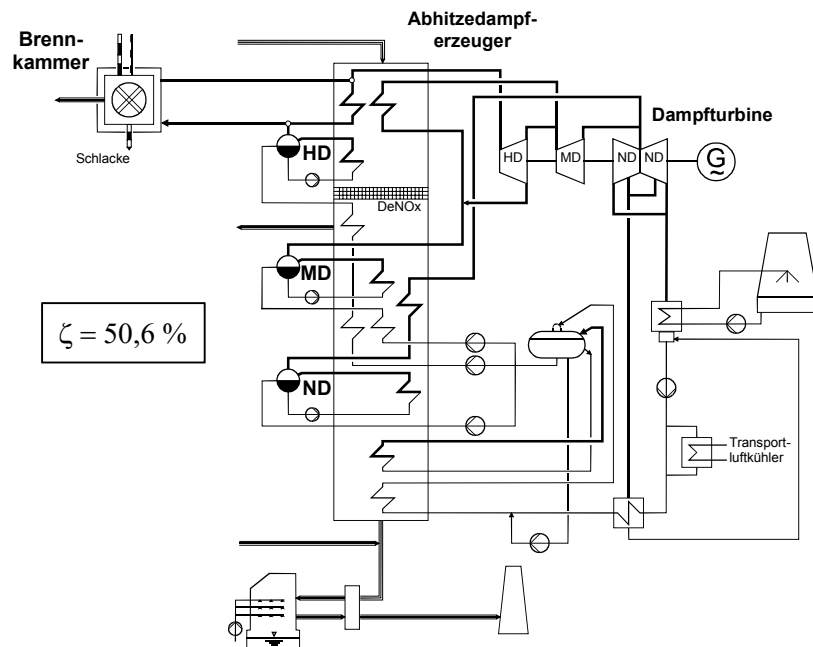 Abhitzedampf-
erzeuger
Brenn-
kammer
Dampfturbine
Schlacke
HD
HD
MD
ND
ND
G
~
DeNOx
MD
ζ = 50,6 %
ND
Transport-
luftkühler